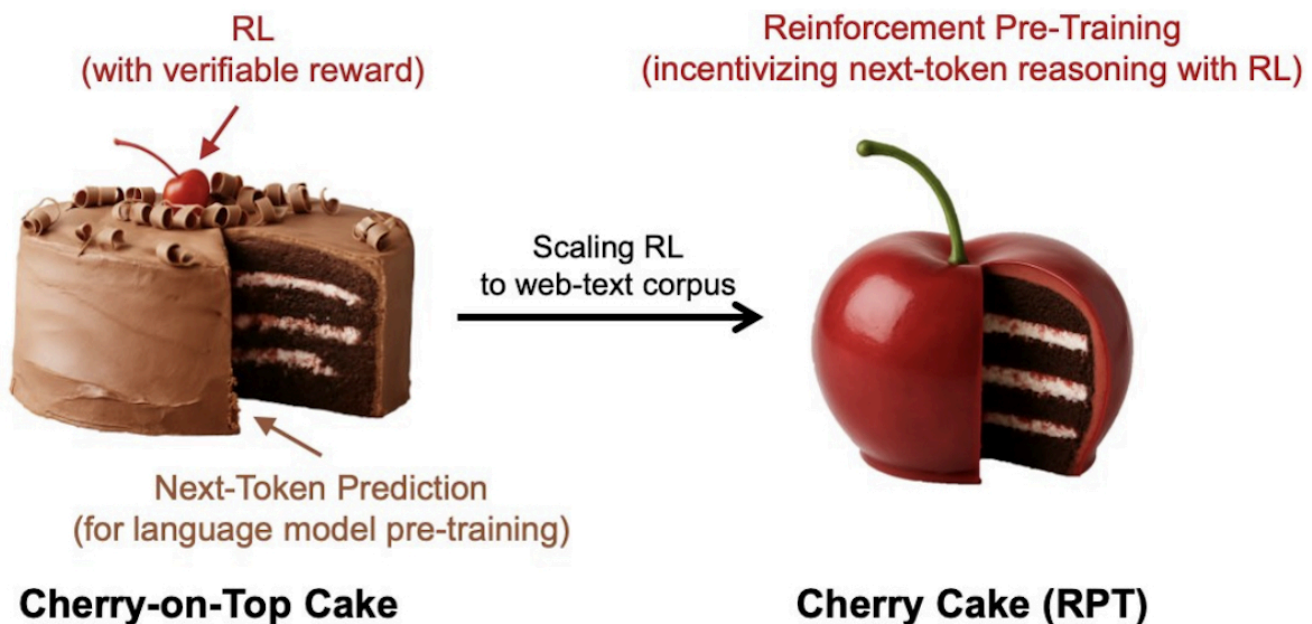 RL
(with verifiable reward)
Reinforcement Pre-Training
(incentivizing next-token reasoning with RL)
Scaling RL
to web-text corpus
Next-Token Prediction
(for language model pre-training)
Cherry-on-Top Cake
Cherry Cake (RPT)